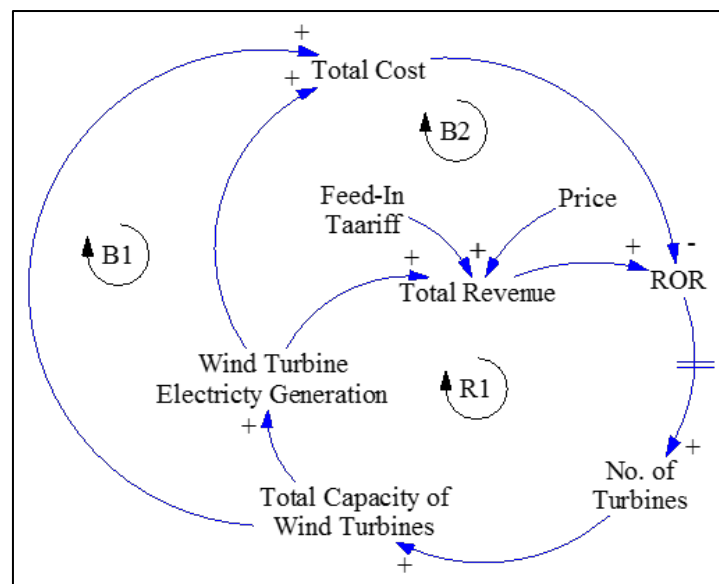 +
Total Cost
+
B2
Feed-In
Taariff
Price
B1
+
+
+
-
Total Revenue
ROR
Wind Turbine
Electricty Generation
R1
+
+
No. of
Turbines
Total Capacity of
Wind Turbines
+